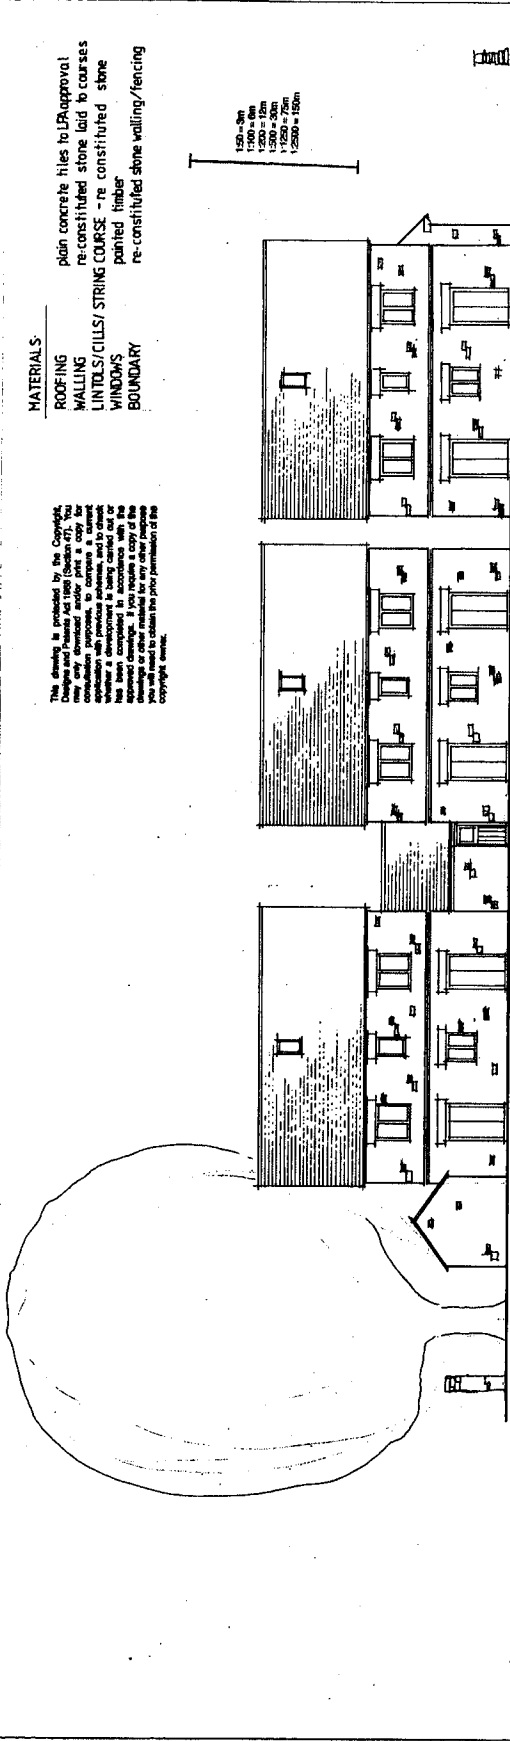 MATERIALS·
ROOFING plain concrete tiles to LPA approval
WALLING re-constituted stone laid to courses
LINTOLS/CILLS/ STRING COURSE - re constituted stone
WINDOWS painted timber
BOUNDARY re-constituted stone walling/fencing
This drawing is protected by the Copyright,
Designs and Patents Act 1988 (Section 47). You
may only download and/or print a copy for
consultation purposes, to compare a current
application with previous schemes, and to check
whether a development is being carried out or
has been completed in accordance with the
approved drawings. If you require a copy of the
drawings or other material for any other purpose
you will need to obtain the prior permission of the
copyright owner.
1:50 = 3m
1:100 = 6m
1:200 = 12m
1:500 = 30m
1:1250 = 75m
1:2500 = 150m